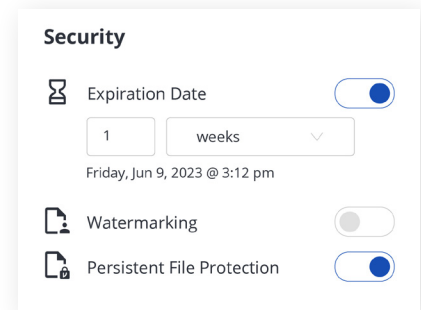 Security
Expiration Date
1 weeks
Friday, Jun 9, 2023 @ 3:12 pm
Watermarking
Persistent File Protection